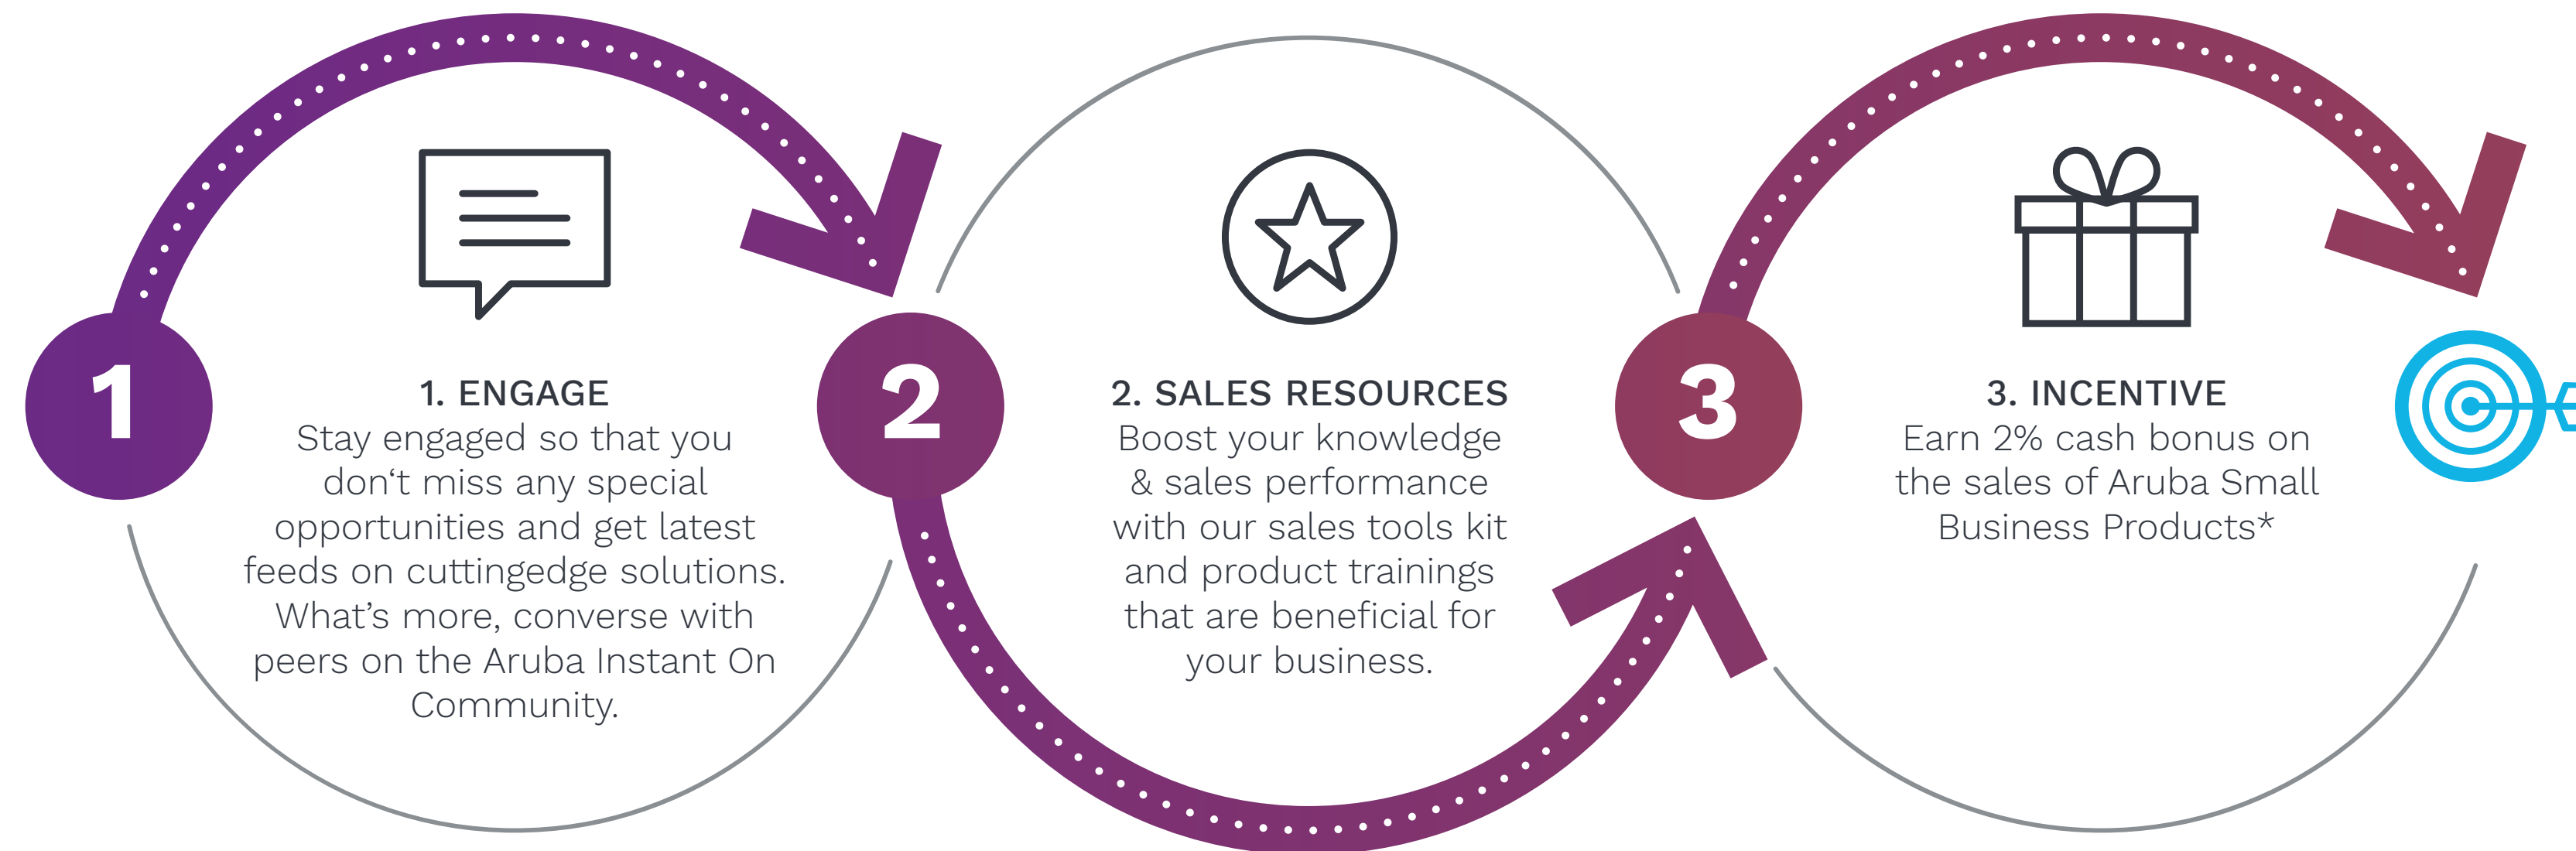 1
1. ENGAGE
Stay engaged so that you
don‘t miss any special
opportunities and get latest
feeds on cuttingedge solutions.
What’s more, converse with
peers on the Aruba Instant On
Community.
2
2. SALES RESOURCES
Boost your knowledge
& sales performance
with our sales tools kit
and product trainings
that are beneficial for
your business.
3
3. INCENTIVE
Earn 2% cash bonus on
the sales of Aruba Small
Business Products*